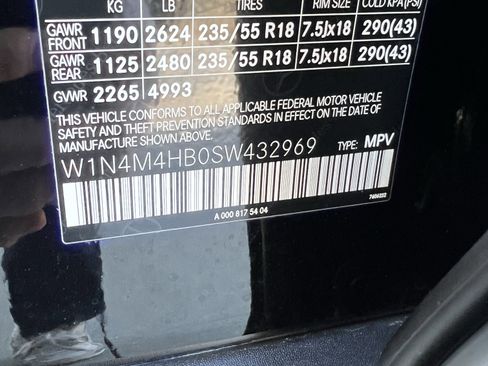 KG LB TIRES RIM SIZE COLD KPA(PSI)
GAWR FRONT 1190 2624 235/55 R18 7.5Jx18 290(43)
GAWR REAR 1125 2480 235/55 R18 7.5Jx18 290(43)
GVWR 2265 4993
THIS VEHICLE CONFORMS TO ALL APPLICABLE FEDERAL MOTOR VEHICLE
SAFETY AND THEFT PREVENTION STANDARDS IN EFFECT ON THE DATE OF
MANUFACTURE SHOWN ABOVE.
W1N4M4HB0SW432969 TYPE: MPV
A 000 817 54 04